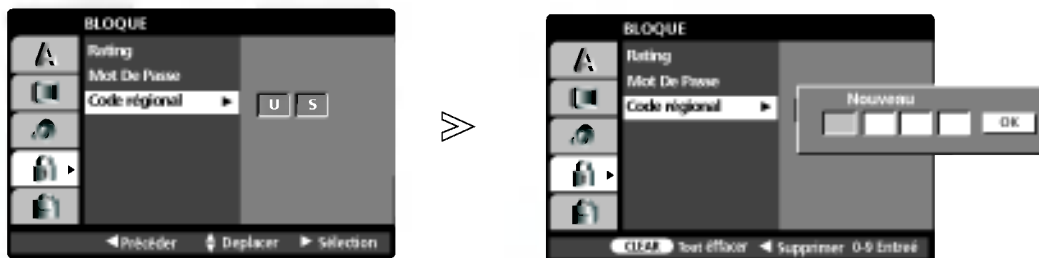 BLOQUE
Rating
Mot De Passe
Code régional
U S
Précéder Deplacer Sélection
BLOQUE
Rating
Mot De Passe
Code régional
Nouveau
OK
CLEAR Tout éffacer Supprimer 0-9 Entreé